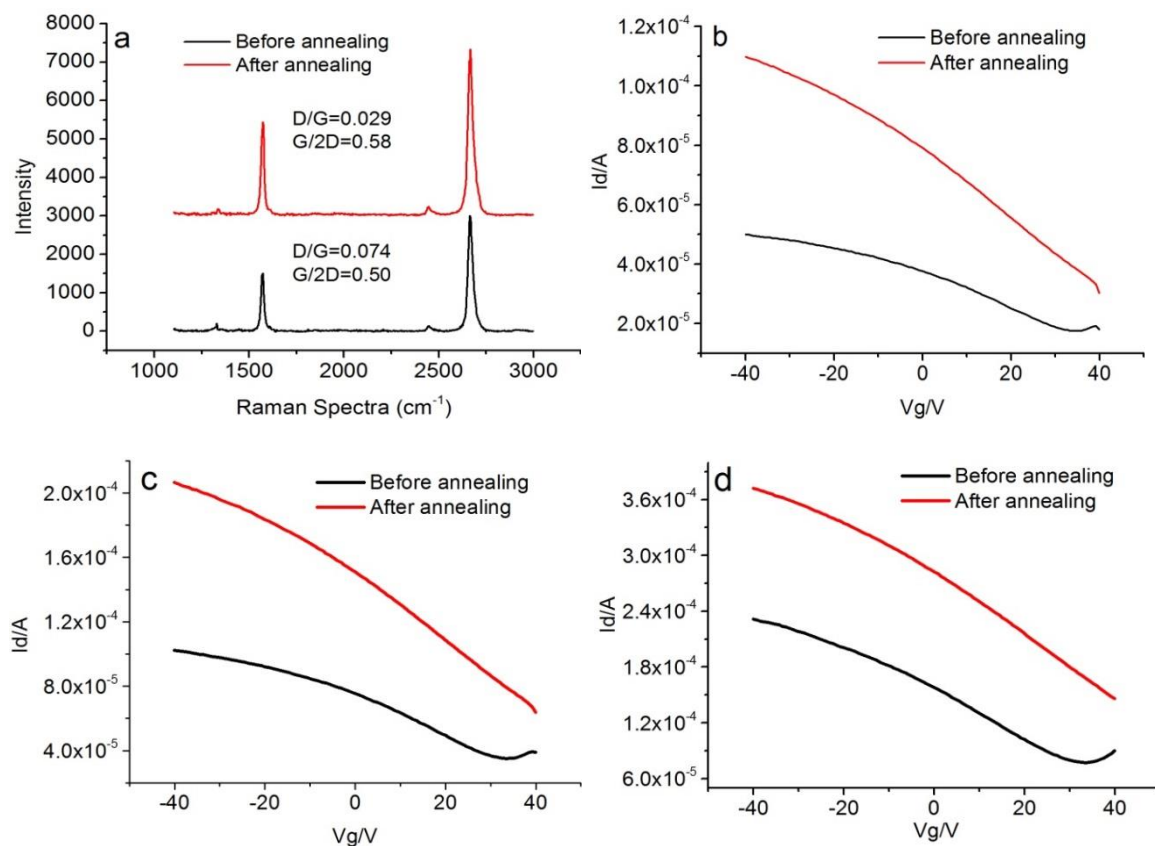 a
Before annealing
After annealing
D/G=0.029
G/2D=0.58
D/G=0.074
G/2D=0.50
8000
7000
6000
5000
4000
3000
2000
1000
0
Intensity
1000
1500
2000
2500
3000
Raman Spectra (cm⁻¹)
b
Before annealing
After annealing
1.2x10⁻⁴
1.1x10⁻⁴
8.0x10⁻⁵
6.0x10⁻⁵
4.0x10⁻⁵
2.0x10⁻⁵
Id/A
-40
-20
0
20
40
Vg/V
c
Before annealing
After annealing
2.0x10⁻⁴
1.6x10⁻⁴
1.2x10⁻⁴
8.0x10⁻⁵
4.0x10⁻⁵
Id/A
-40
-20
0
20
40
Vg/V
d
Before annealing
After annealing
3.6x10⁻⁴
3.0x10⁻⁴
2.4x10⁻⁴
1.8x10⁻⁴
1.2x10⁻⁴
6.0x10⁻⁵
Id/A
-40
-20
0
20
40
Vg/V